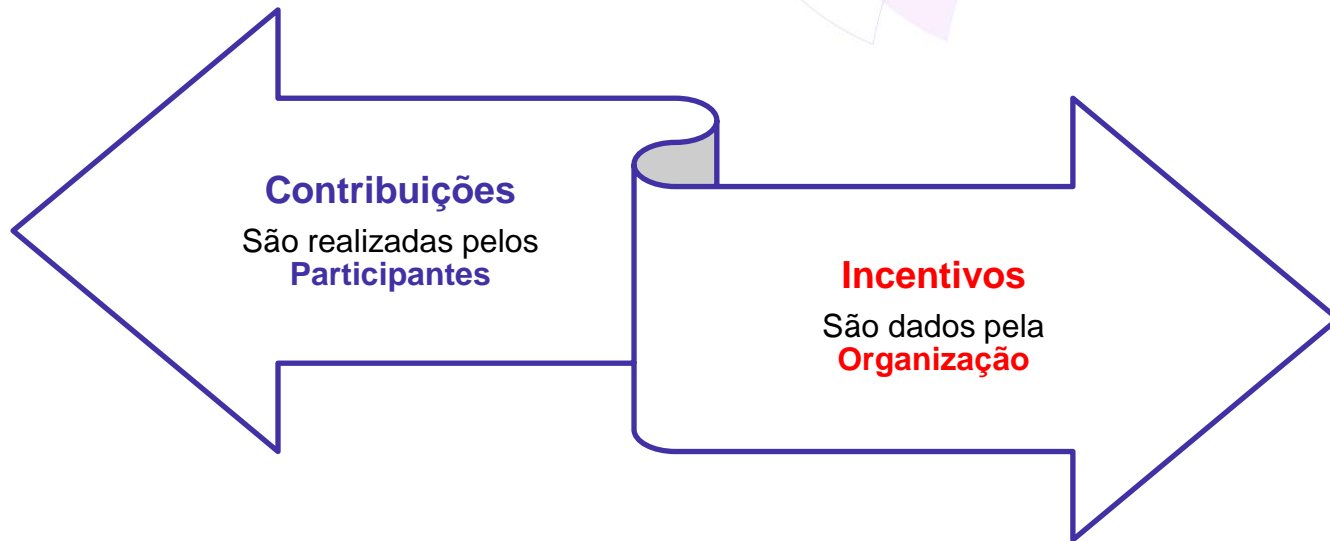 Contribuições
São realizadas pelos
Participantes
Incentivos
São dados pela
Organização